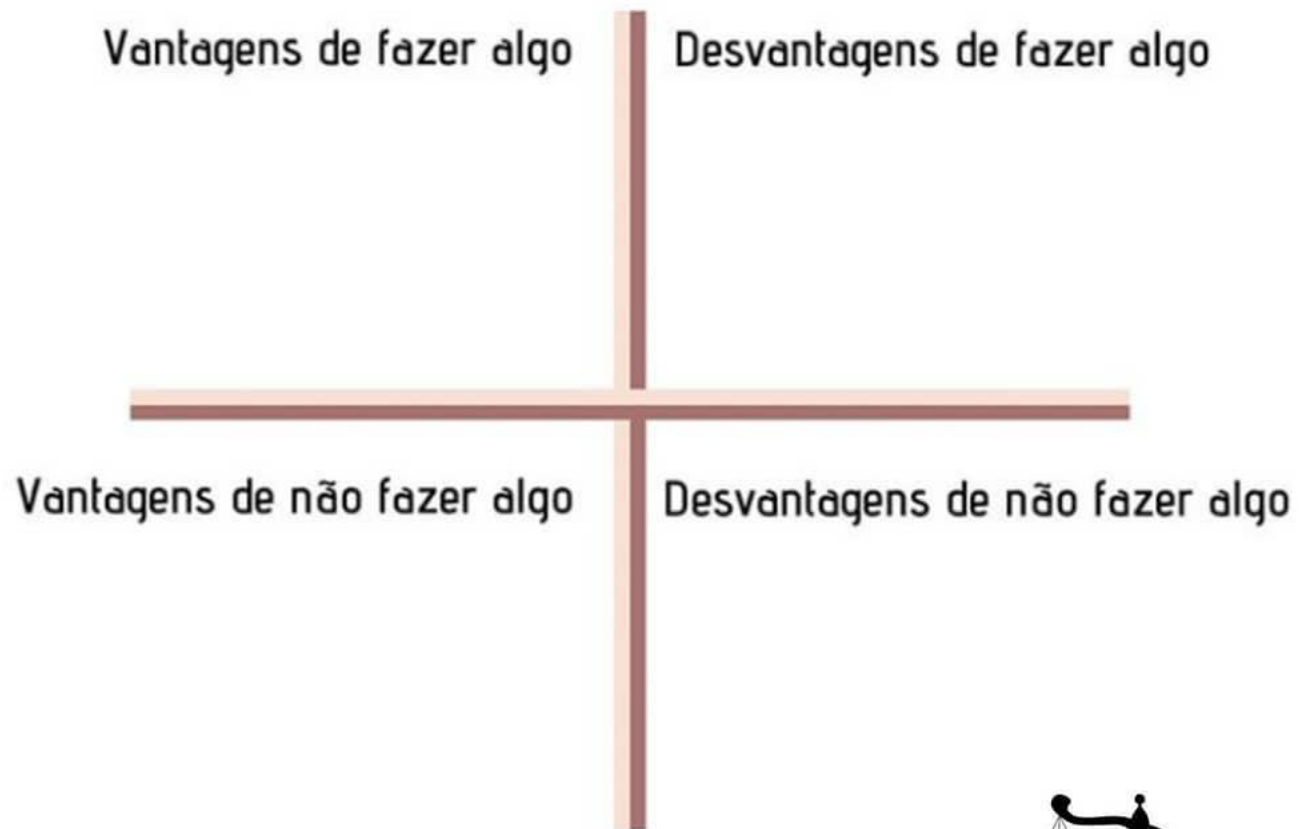 Vantagens de fazer algo
Desvantagens de fazer algo
Vantagens de não fazer algo
Desvantagens de não fazer algo